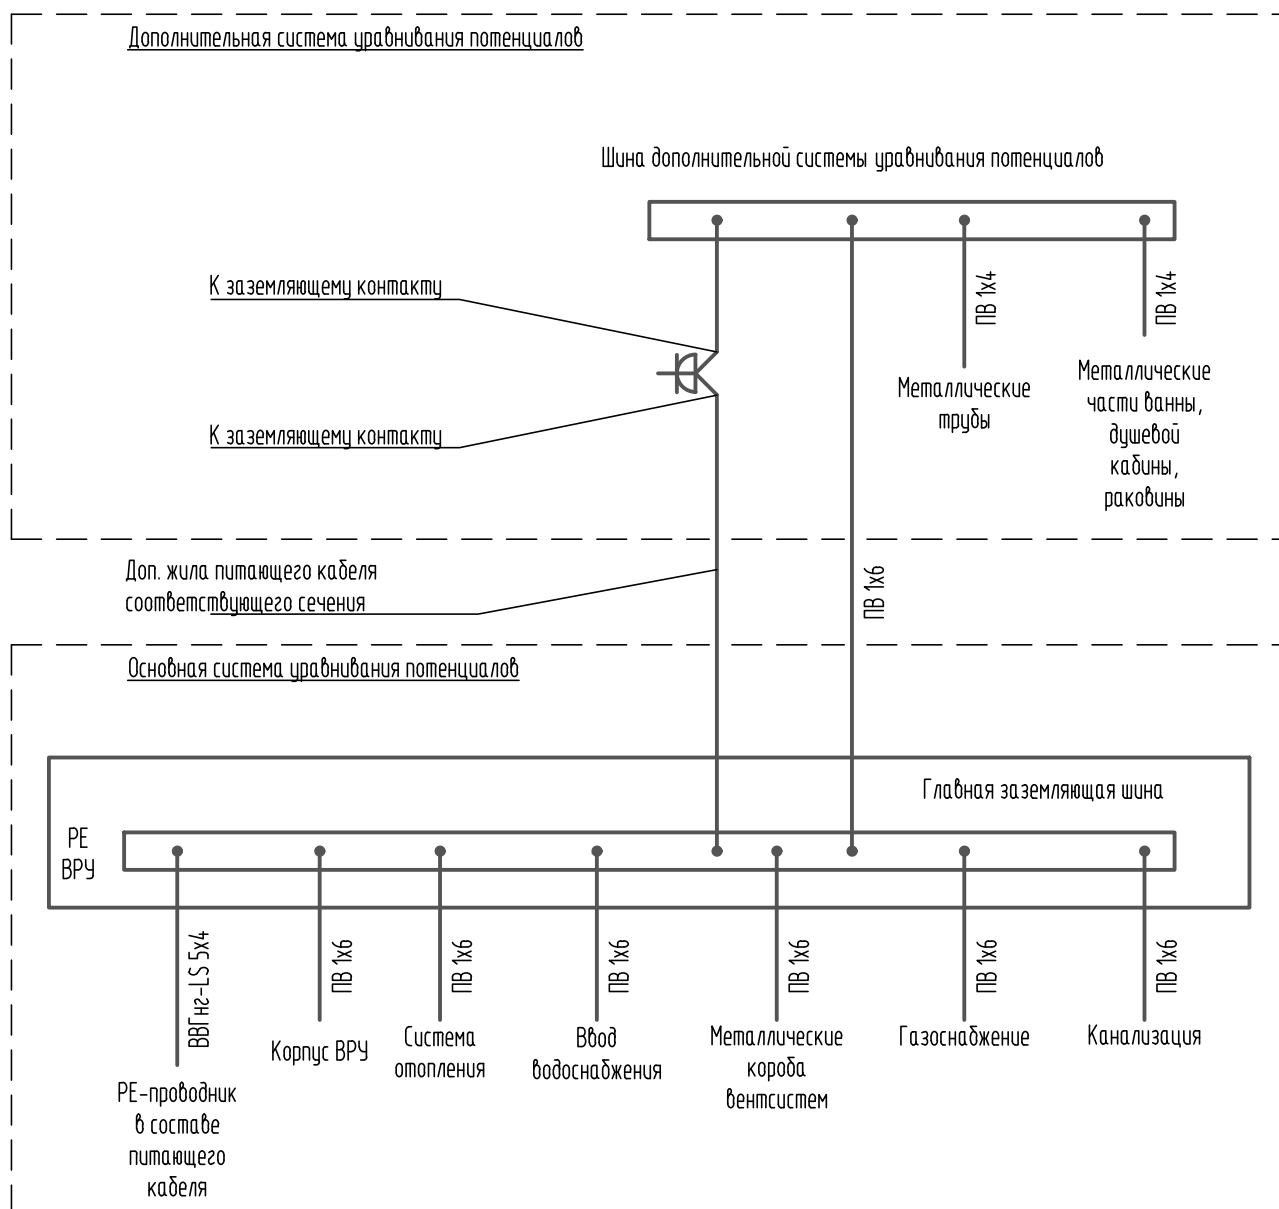 Дополнительная система уравнивания потенциалов
Шина дополнительной системы уравнивания потенциалов
К заземляющему контакту
ПВ 1х4
ПВ 1х4
Металлические
трубы
Металлические
части ванны,
душевой
кабины,
раковины
К заземляющему контакту
Доп. жила питающего кабеля
соответствующего сечения
ПВ 1х6
Основная система уравнивания потенциалов
Главная заземляющая шина
РЕ
ВРУ
ВВГнг-LS 5х4
ПВ 1х6
ПВ 1х6
ПВ 1х6
ПВ 1х6
ПВ 1х6
ПВ 1х6
РЕ-проводник
в составе
питающего
кабеля
Корпус ВРУ
Система
отопления
Ввод
водоснабжения
Металлические
короба
вентсистем
Газоснабжение
Канализация